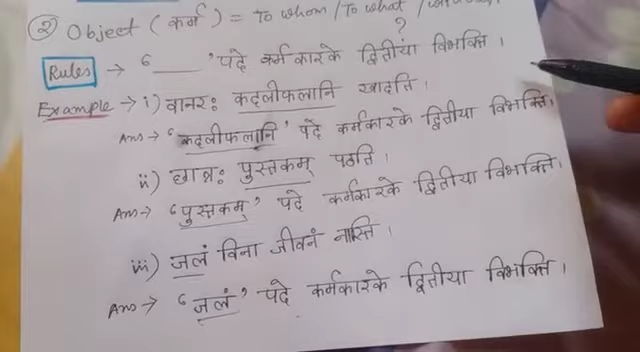 ② Object (कर्म) = To whom / To what /
?
Rules → ‘____’ पदे कर्मकारके द्वितीया विभक्ति ।
Example → i) वानरः कदलीफलानि खादति ।
Ans → ‘कदलीफलानि’ पदे कर्मकारके द्वितीया विभक्ति ।
ii) छात्रः पुस्तकम् पठति ।
Ans → ‘पुस्तकम्’ पदे कर्मकारके द्वितीया विभक्ति ।
iii) जलं विना जीवनं नास्ति ।
Ans → ‘जलं’ पदे कर्मकारके द्वितीया विभक्ति ।